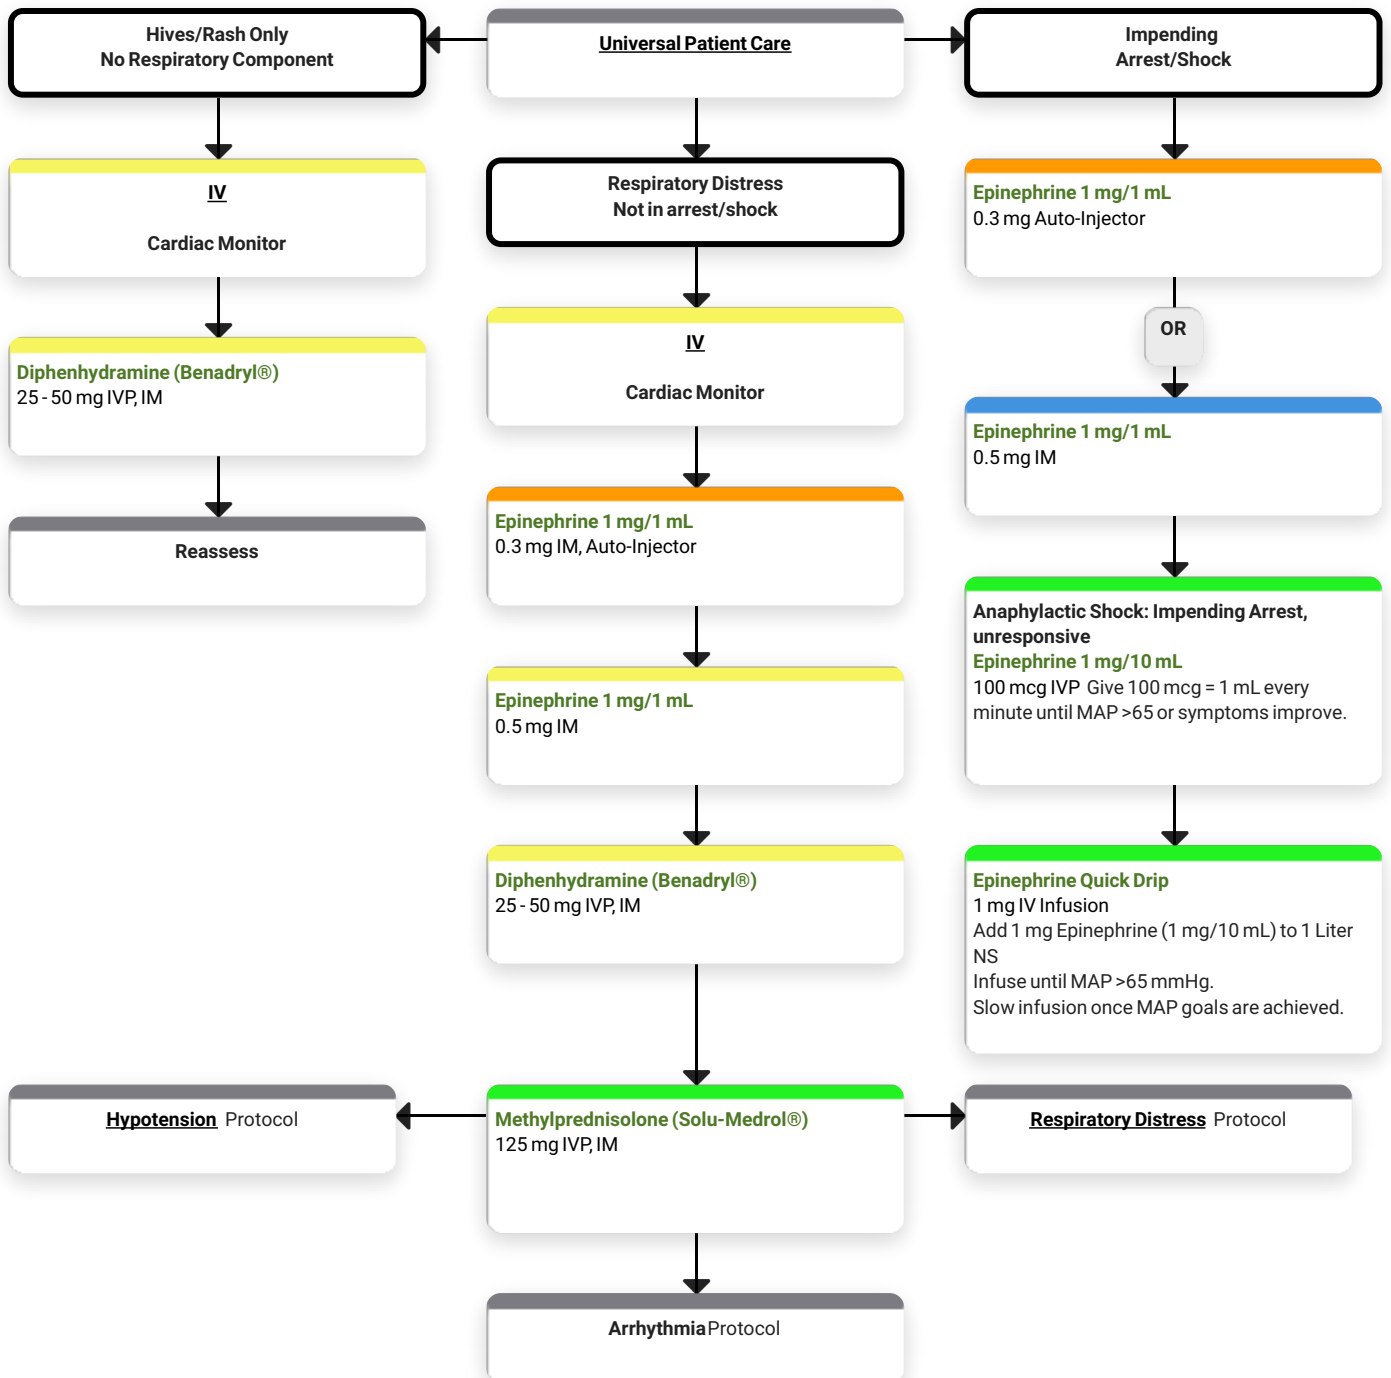 Universal Patient Care
Hives/Rash Only
No Respiratory Component
IV
Cardiac Monitor
Diphenhydramine (Benadryl®)
25 - 50 mg IVP, IM
Reassess
Respiratory Distress
Not in arrest/shock
IV
Cardiac Monitor
Epinephrine 1 mg/1 mL
0.3 mg IM, Auto-Injector
Epinephrine 1 mg/1 mL
0.5 mg IM
Diphenhydramine (Benadryl®)
25 - 50 mg IVP, IM
Methylprednisolone (Solu-Medrol®)
125 mg IVP, IM
Impending
Arrest/Shock
Epinephrine 1 mg/1 mL
0.3 mg Auto-Injector
OR
Epinephrine 1 mg/1 mL
0.5 mg IM
Anaphylactic Shock: Impending Arrest,
unresponsive
Epinephrine 1 mg/10 mL
100 mcg IVP Give 100 mcg = 1 mL every
minute until MAP >65 or symptoms improve.
Epinephrine Quick Drip
1 mg IV Infusion
Add 1 mg Epinephrine (1 mg/10 mL) to 1 Liter
NS
Infuse until MAP >65 mmHg.
Slow infusion once MAP goals are achieved.
Hypotension Protocol
Respiratory Distress Protocol
Arrhythmia Protocol